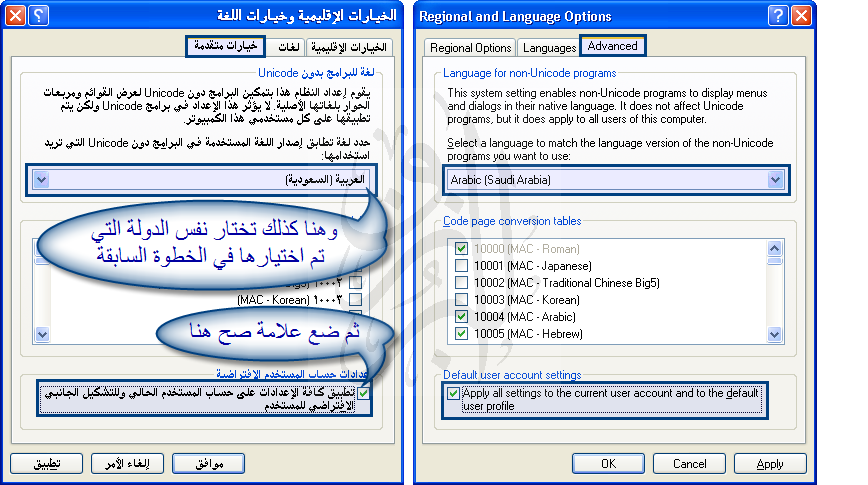 الخيارات الإقليمية وخيارات اللغة
الخيارات الإقليمية
لغات
خيارات متقدمة
لغة للبرامج بدون Unicode
يقوم إعداد النظام هذا بتمكين البرامج دون Unicode لعرض القوائم ومربعات
الحوار بلغاتها الأصلية. لا يؤثر هذا الإعداد في برامج Unicode ولكن يتم
تطبيقها على كل مستخدمي هذا الكمبيوتر.
حدد لغة تطابق إصدار اللغة المستخدمة في البرامج دون Unicode التي تريد
استخدامها:
العربية (السعودية)
وهنا كذلك تختار نفس الدولة التي
تم اختيارها في الخطوة السابقة
١٠٠٠٣ (MAC - Korean)
ثم ضع علامة صح هنا
إعدادات حساب المستخدم الافتراضية
تطبيق كافة الإعدادات على حساب المستخدم الحالي وللتشكيل الجانبي
الافتراضي للمستخدم
موافق
إلغاء الأمر
تطبيق
Regional and Language Options
Regional Options
Languages
Advanced
Language for non-Unicode programs
This system setting enables non-Unicode programs to display menus
and dialogs in their native language. It does not affect Unicode
programs, but it does apply to all users of this computer.
Select a language to match the language version of the non-Unicode
programs you want to use:
Arabic (Saudi Arabia)
Code page conversion tables
10000 (MAC - Roman)
10001 (MAC - Japanese)
10002 (MAC - Traditional Chinese Big5)
10003 (MAC - Korean)
10004 (MAC - Arabic)
10005 (MAC - Hebrew)
Default user account settings
Apply all settings to the current user account and to the default
user profile
OK
Cancel
Apply